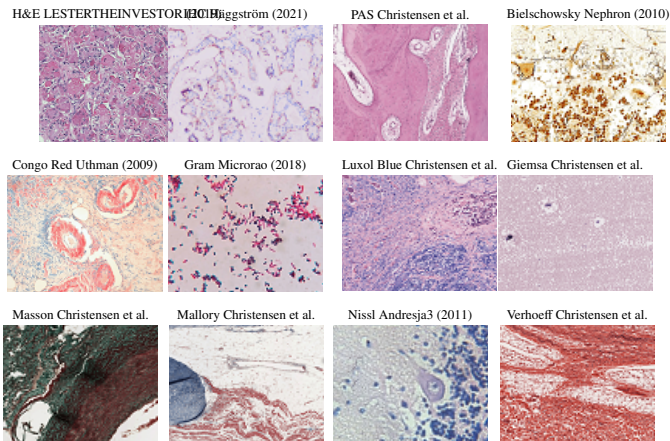 H&E LESTERTHEINVESTOR (2019)
IHC Häggström (2021)
PAS Christensen et al.
Bielschowsky Nephron (2010)
Congo Red Uthman (2009)
Gram Microrao (2018)
Luxol Blue Christensen et al.
Giemsa Christensen et al.
Masson Christensen et al.
Mallory Christensen et al.
Nissl Andresja3 (2011)
Verhoeff Christensen et al.